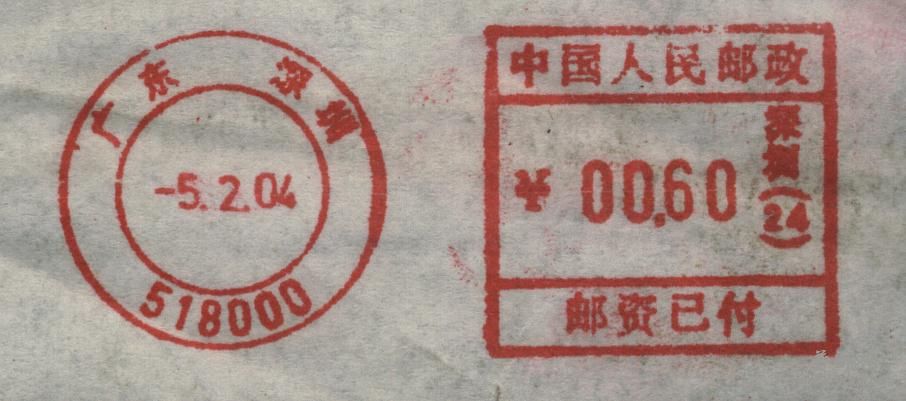 广东 深圳
-5.2.04
518000
中国人民邮政
¥ 00.60
深圳(24)
邮资已付